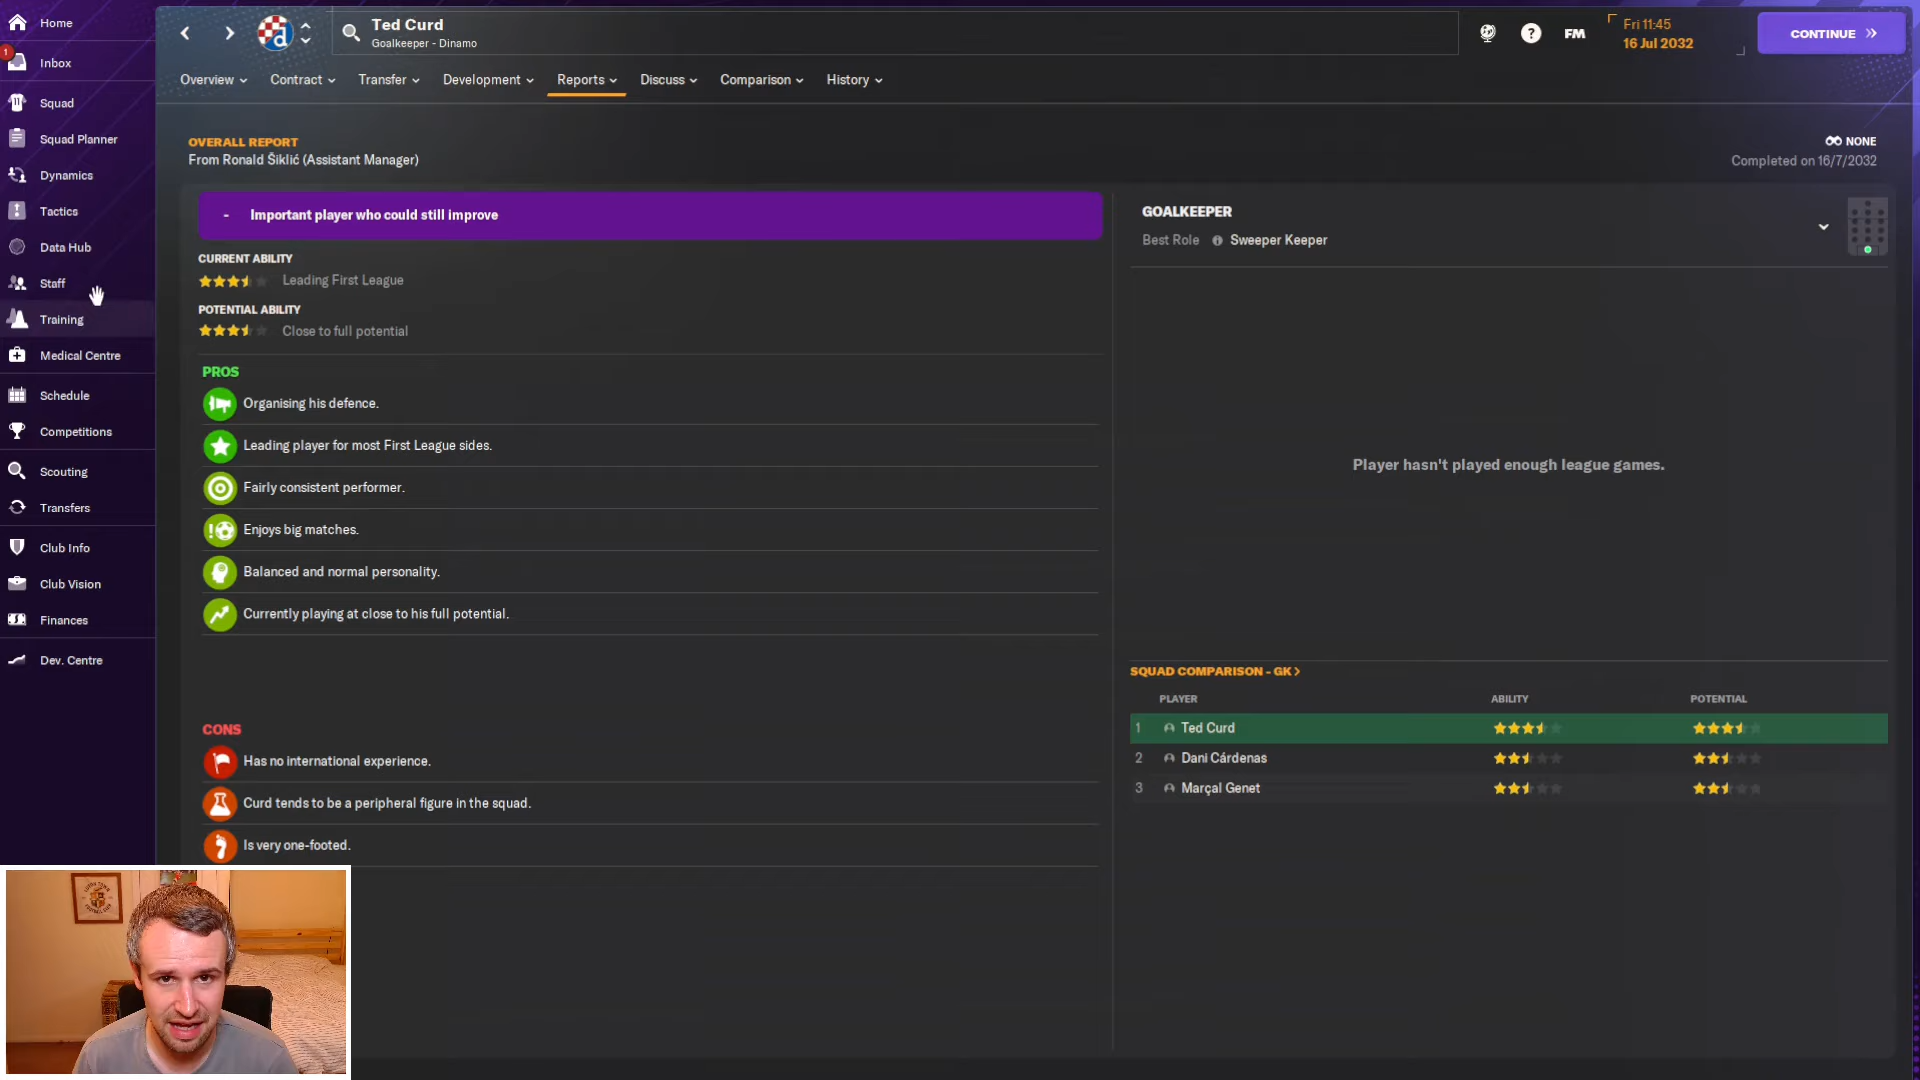 Home
1
Inbox
Squad
Squad Planner
Dynamics
Tactics
Data Hub
Staff
Training
Medical Centre
Schedule
Competitions
Scouting
Transfers
Club Info
Club Vision
Finances
Dev. Centre
Ted Curd
Goalkeeper - Dinamo
FM
Fri 11:45
16 Jul 2032
CONTINUE
Overview
Contract
Transfer
Development
Reports
Discuss
Comparison
History
OVERALL REPORT
From Ronald Šiklić (Assistant Manager)
NONE
Completed on 16/7/2032
- Important player who could still improve
CURRENT ABILITY
Leading First League
POTENTIAL ABILITY
Close to full potential
PROS
Organising his defence.
Leading player for most First League sides.
Fairly consistent performer.
Enjoys big matches.
Balanced and normal personality.
Currently playing at close to his full potential.
CONS
Has no international experience.
Curd tends to be a peripheral figure in the squad.
Is very one-footed.
GOALKEEPER
Best Role Sweeper Keeper
Player hasn't played enough league games.
SQUAD COMPARISON - GK >
PLAYER ABILITY POTENTIAL
1 Ted Curd
2 Dani Cárdenas
3 Marçal Genet